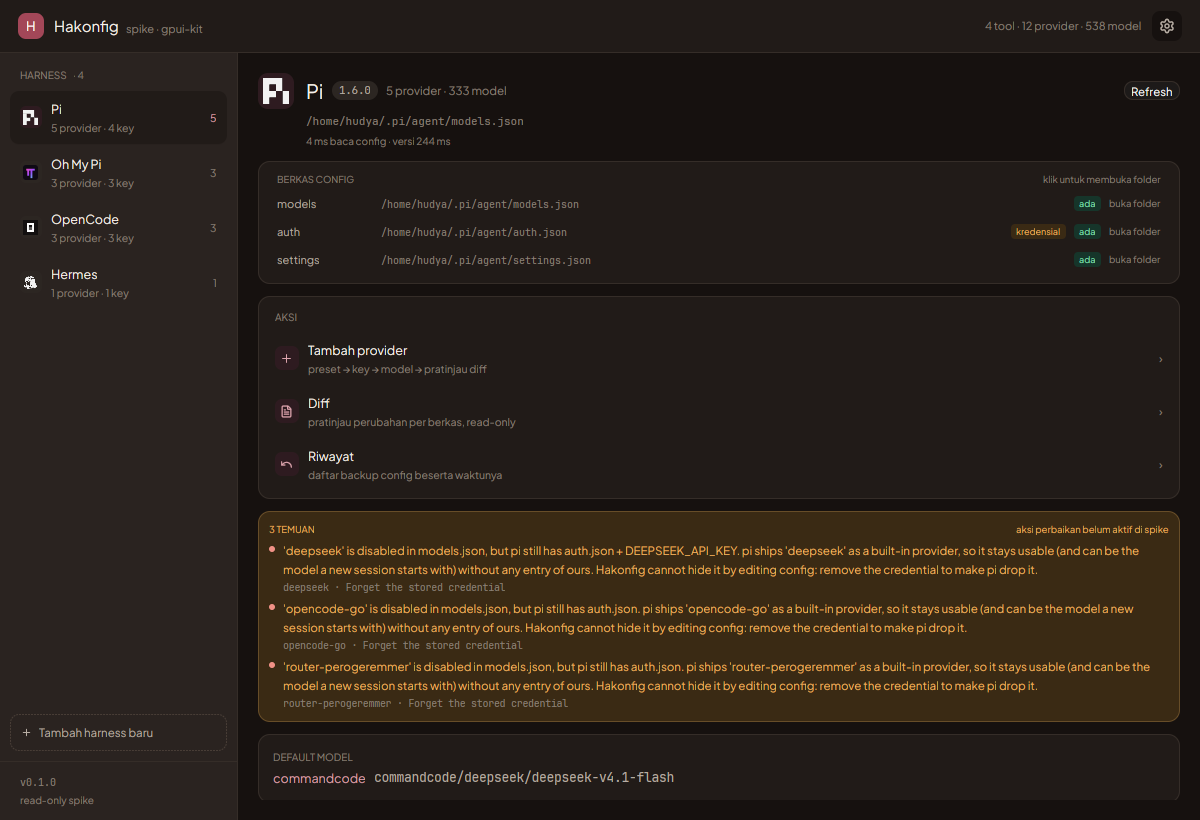 H Hakonfig spike · gpui-kit
4 tool · 12 provider · 538 model
HARNESS · 4
Pi
5 provider · 4 key
5
Oh My Pi
3 provider · 3 key
3
OpenCode
3 provider · 3 key
3
Hermes
1 provider · 1 key
1
+ Tambah harness baru
v0.1.0
read-only spike
Pi 1.6.0 5 provider · 333 model
Refresh
/home/hudya/.pi/agent/models.json
4 ms baca config · versi 244 ms
BERKAS CONFIG klik untuk membuka folder
models /home/hudya/.pi/agent/models.json ada buka folder
auth /home/hudya/.pi/agent/auth.json kredensial ada buka folder
settings /home/hudya/.pi/agent/settings.json ada buka folder
AKSI
Tambah provider
preset → key → model → pratinjau diff
Diff
pratinjau perubahan per berkas, read-only
Riwayat
daftar backup config beserta waktunya
3 TEMUAN aksi perbaikan belum aktif di spike
'deepseek' is disabled in models.json, but pi still has auth.json + DEEPSEEK_API_KEY. pi ships 'deepseek' as a built-in provider, so it stays usable (and can be the
model a new session starts with) without any entry of ours. Hakonfig cannot hide it by editing config: remove the credential to make pi drop it.
deepseek · Forget the stored credential
'opencode-go' is disabled in models.json, but pi still has auth.json. pi ships 'opencode-go' as a built-in provider, so it stays usable (and can be the model a new
session starts with) without any entry of ours. Hakonfig cannot hide it by editing config: remove the credential to make pi drop it.
opencode-go · Forget the stored credential
'router-perogeremmer' is disabled in models.json, but pi still has auth.json. pi ships 'router-perogeremmer' as a built-in provider, so it stays usable (and can be the
model a new session starts with) without any entry of ours. Hakonfig cannot hide it by editing config: remove the credential to make pi drop it.
router-perogeremmer · Forget the stored credential
DEFAULT MODEL
commandcode commandcode/deepseek/deepseek-v4.1-flash